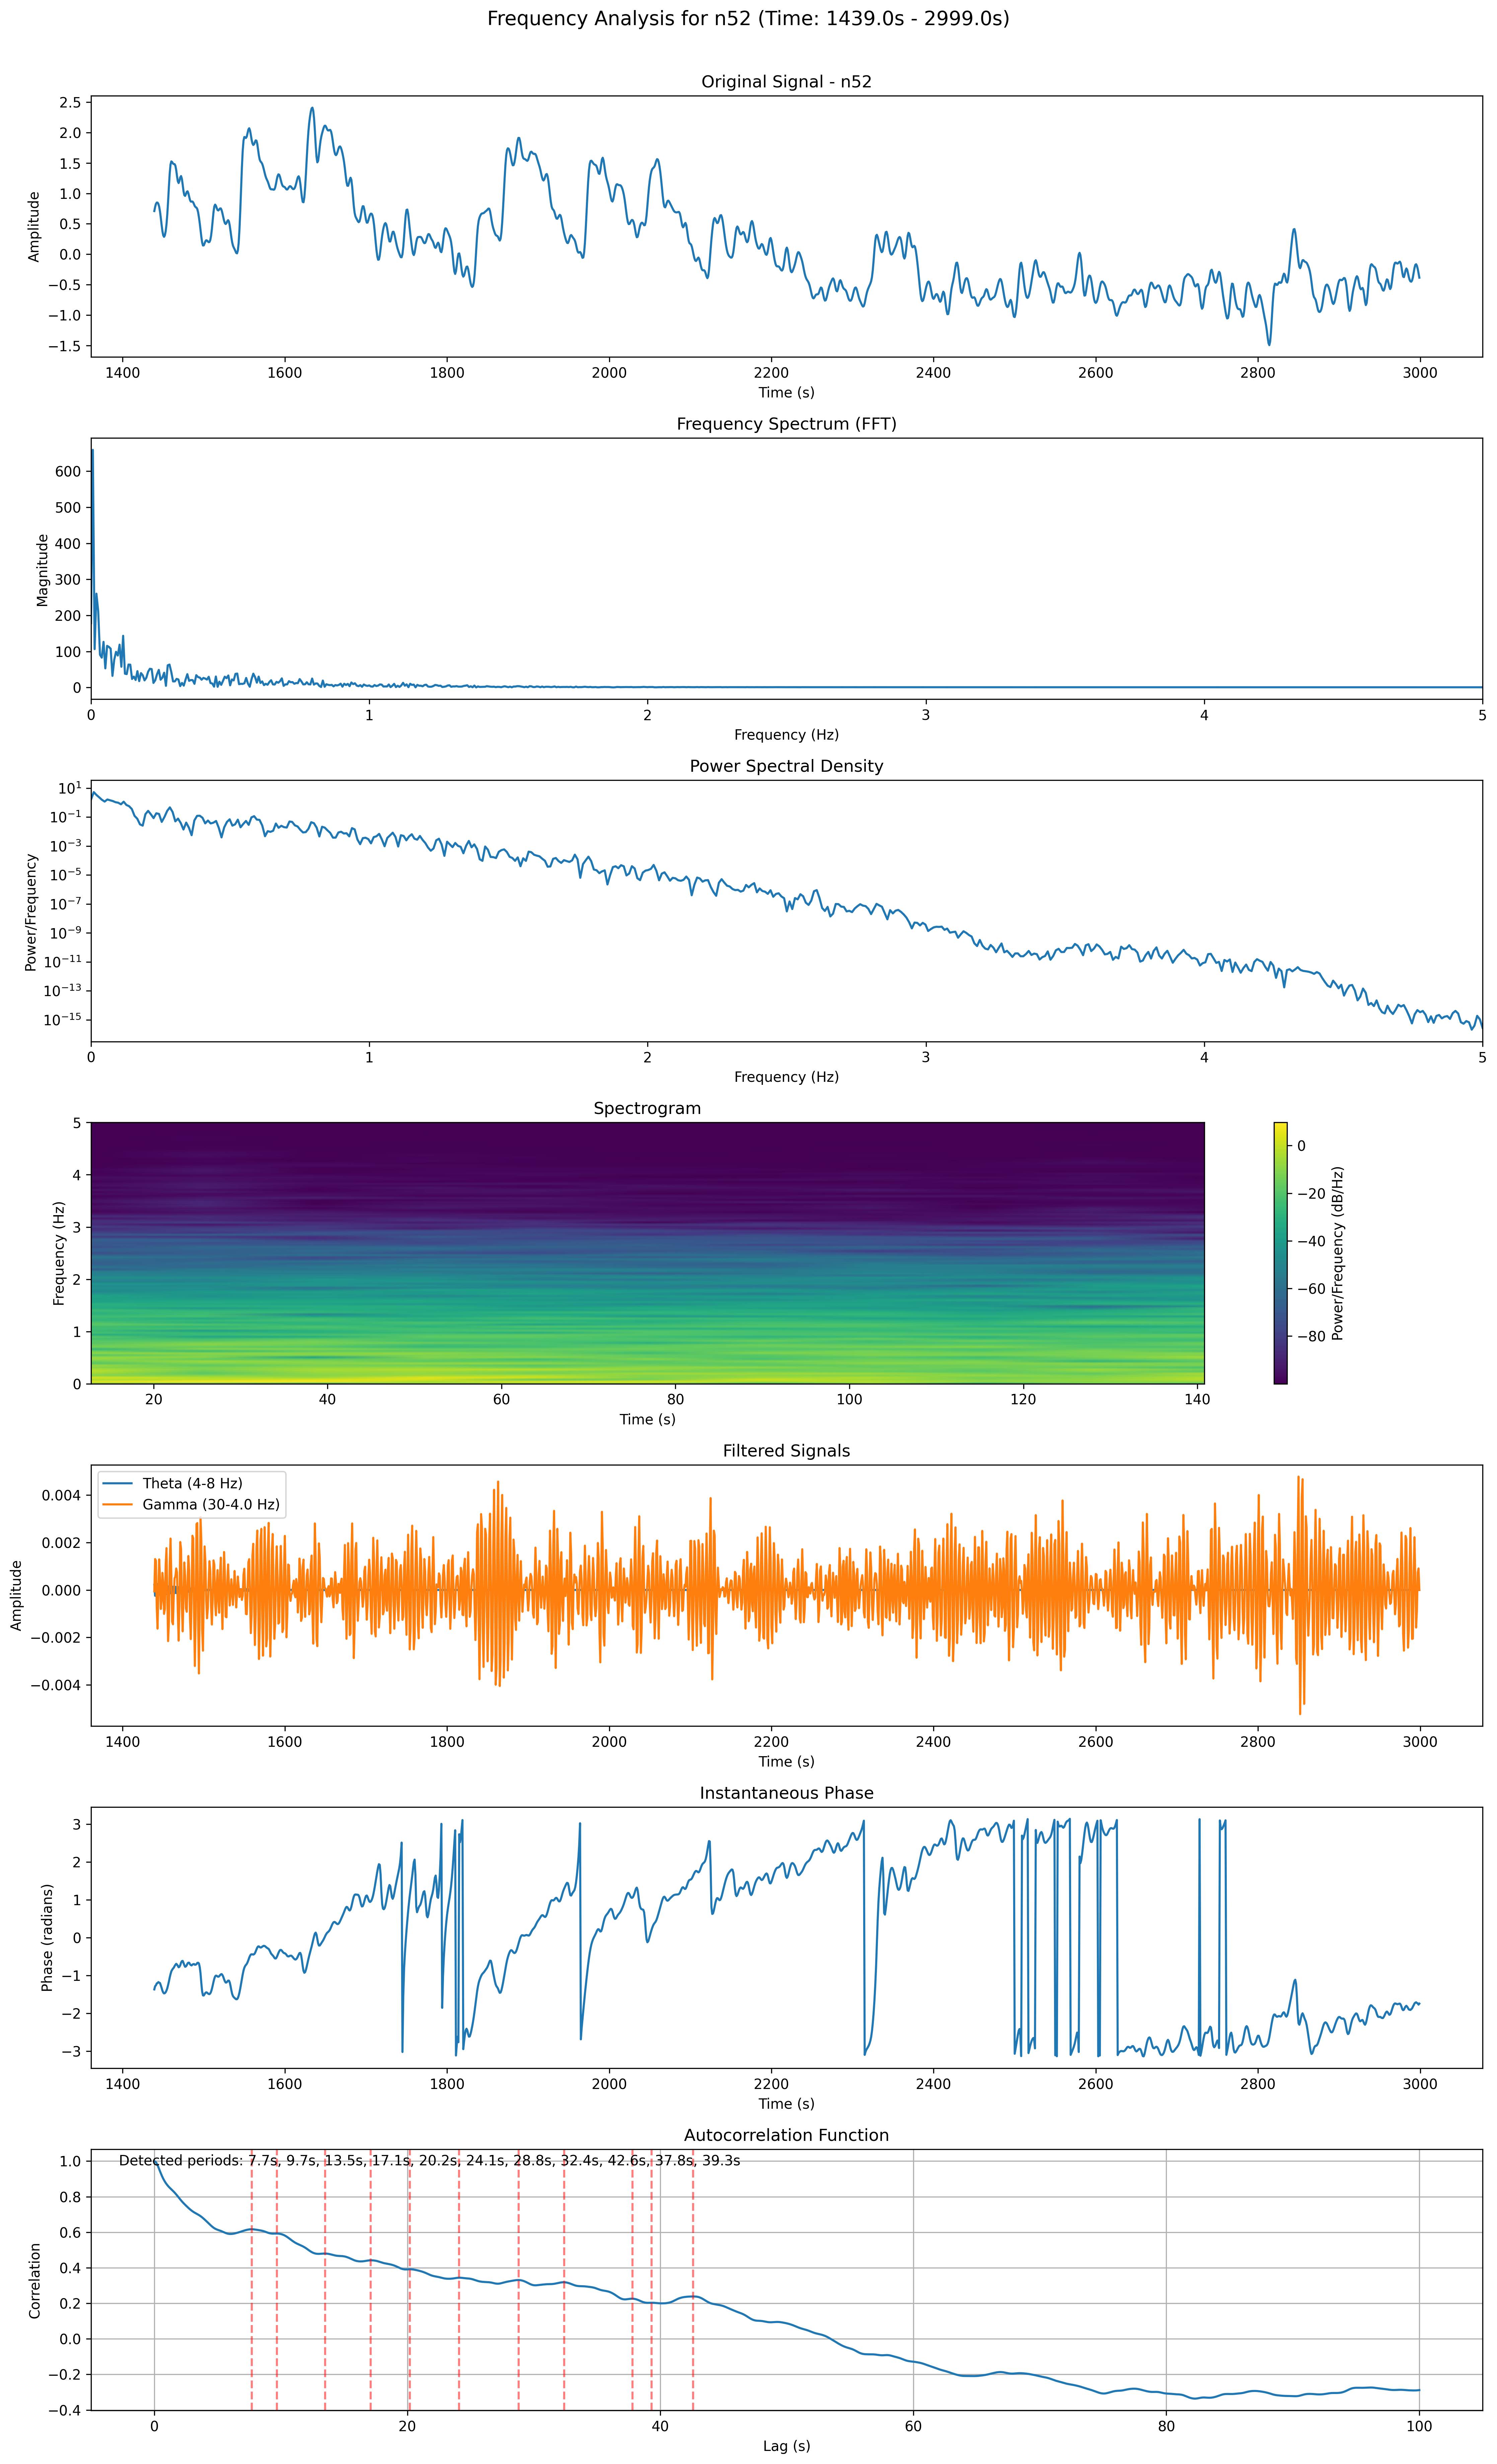 Frequency Analysis for n52 (Time: 1439.0s - 2999.0s)
Original Signal - n52
Amplitude
2.5
2.0
1.5
1.0
0.5
0.0
−0.5
−1.0
−1.5
1400 1600 1800 2000 2200 2400 2600 2800 3000
Time (s)
Frequency Spectrum (FFT)
Magnitude
600
500
400
300
200
100
0
0 1 2 3 4 5
Frequency (Hz)
Power Spectral Density
Power/Frequency
10¹
10⁻¹
10⁻³
10⁻⁵
10⁻⁷
10⁻⁹
10⁻¹¹
10⁻¹³
10⁻¹⁵
0 1 2 3 4 5
Frequency (Hz)
Spectrogram
Frequency (Hz)
5
4
3
2
1
0
20 40 60 80 100 120 140
Time (s)
0
−20
−40
−60
−80
Power/Frequency (dB/Hz)
Filtered Signals
Theta (4-8 Hz)
Gamma (30-4.0 Hz)
Amplitude
0.004
0.002
0.000
−0.002
−0.004
1400 1600 1800 2000 2200 2400 2600 2800 3000
Time (s)
Instantaneous Phase
Phase (radians)
3
2
1
0
−1
−2
−3
1400 1600 1800 2000 2200 2400 2600 2800 3000
Time (s)
Autocorrelation Function
Detected periods: 7.7s, 9.7s, 13.5s, 17.1s, 20.2s, 24.1s, 28.8s, 32.4s, 42.6s, 37.8s, 39.3s
Correlation
1.0
0.8
0.6
0.4
0.2
0.0
−0.2
−0.4
0 20 40 60 80 100
Lag (s)